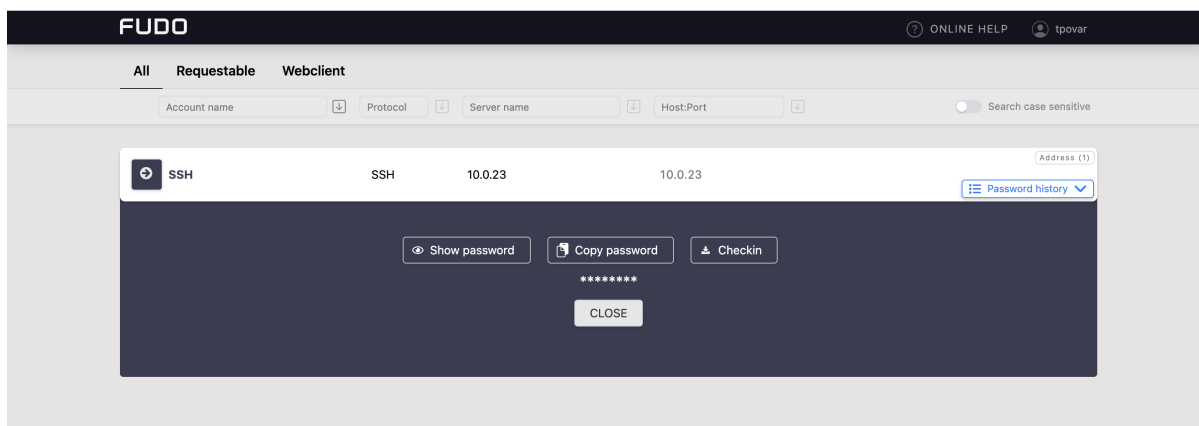 FUDO
? ONLINE HELP tpovar
All Requestable Webclient
Account name Protocol Server name Host:Port Search case sensitive
Address (1)
SSH SSH 10.0.23 10.0.23
Password history
Show password Copy password Checkin
********
CLOSE